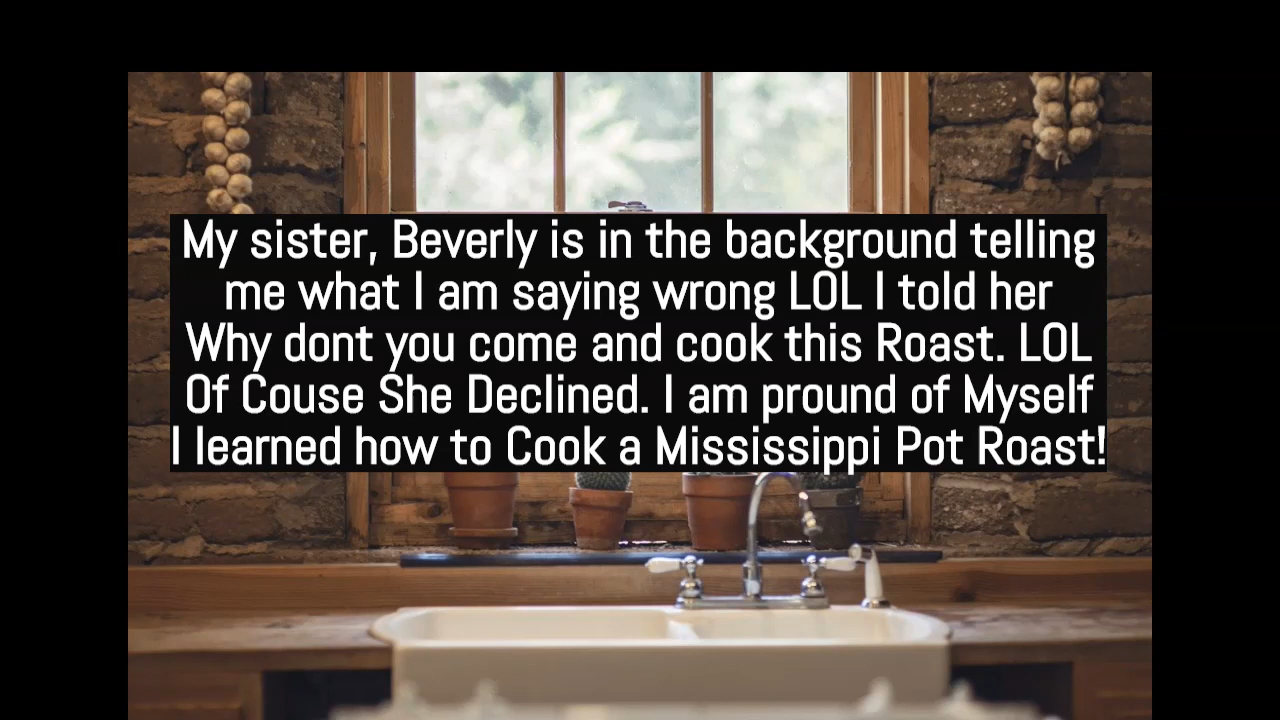 My sister, Beverly is in the background telling
me what I am saying wrong LOL I told her
Why dont you come and cook this Roast. LOL
Of Couse She Declined. I am pround of Myself
I learned how to Cook a Mississippi Pot Roast!